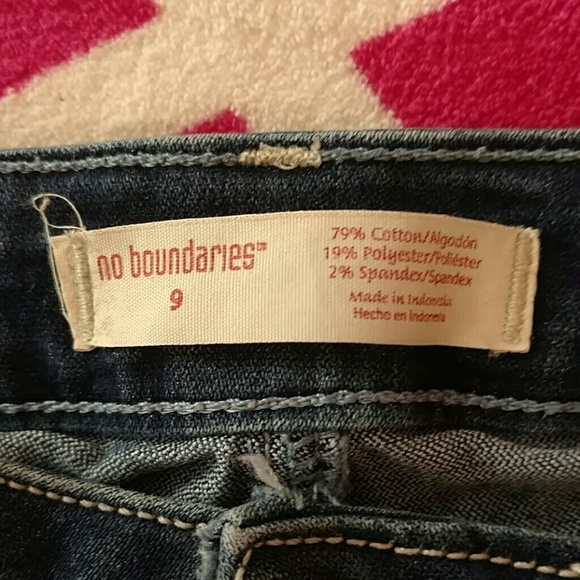 no boundaries™
9
79% Cotton/Algodón
19% Polyester/Poliéster
2% Spandex/Spandex
Made in Indonesia
Hecho en Indonesia